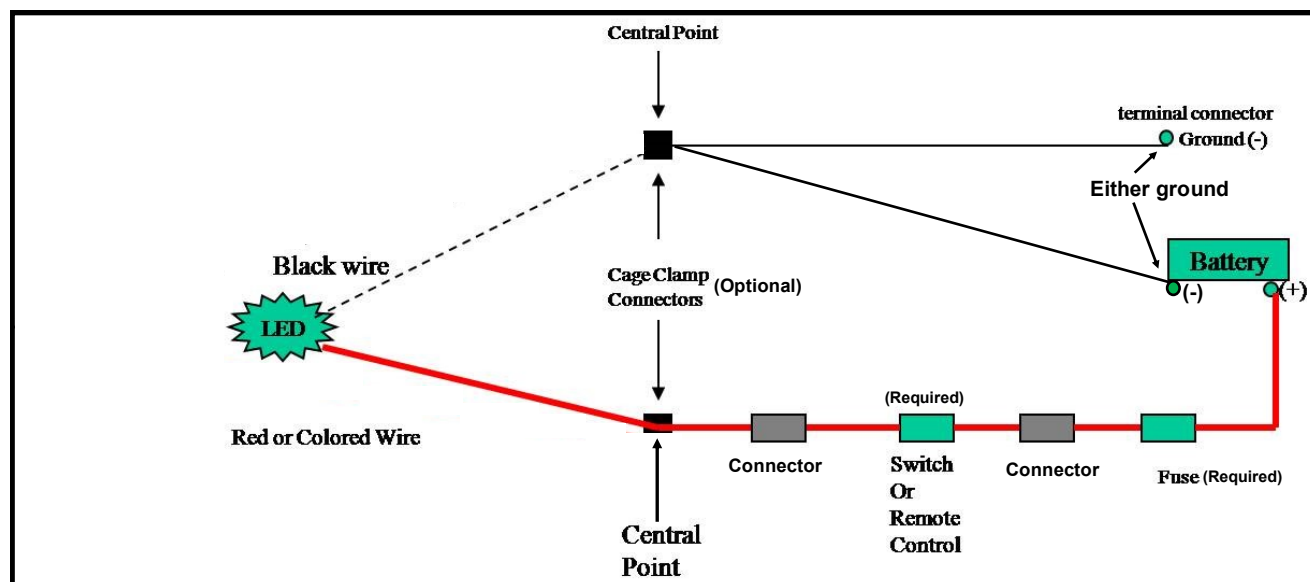 Central Point
terminal connector
Ground (-)
Either ground
Battery
(-)
(+)
Black wire
Cage Clamp (Optional)
Connectors
LED
Red or Colored Wire
(Required)
Connector
Switch
Or
Remote
Control
Connector
Fuse (Required)
Central
Point